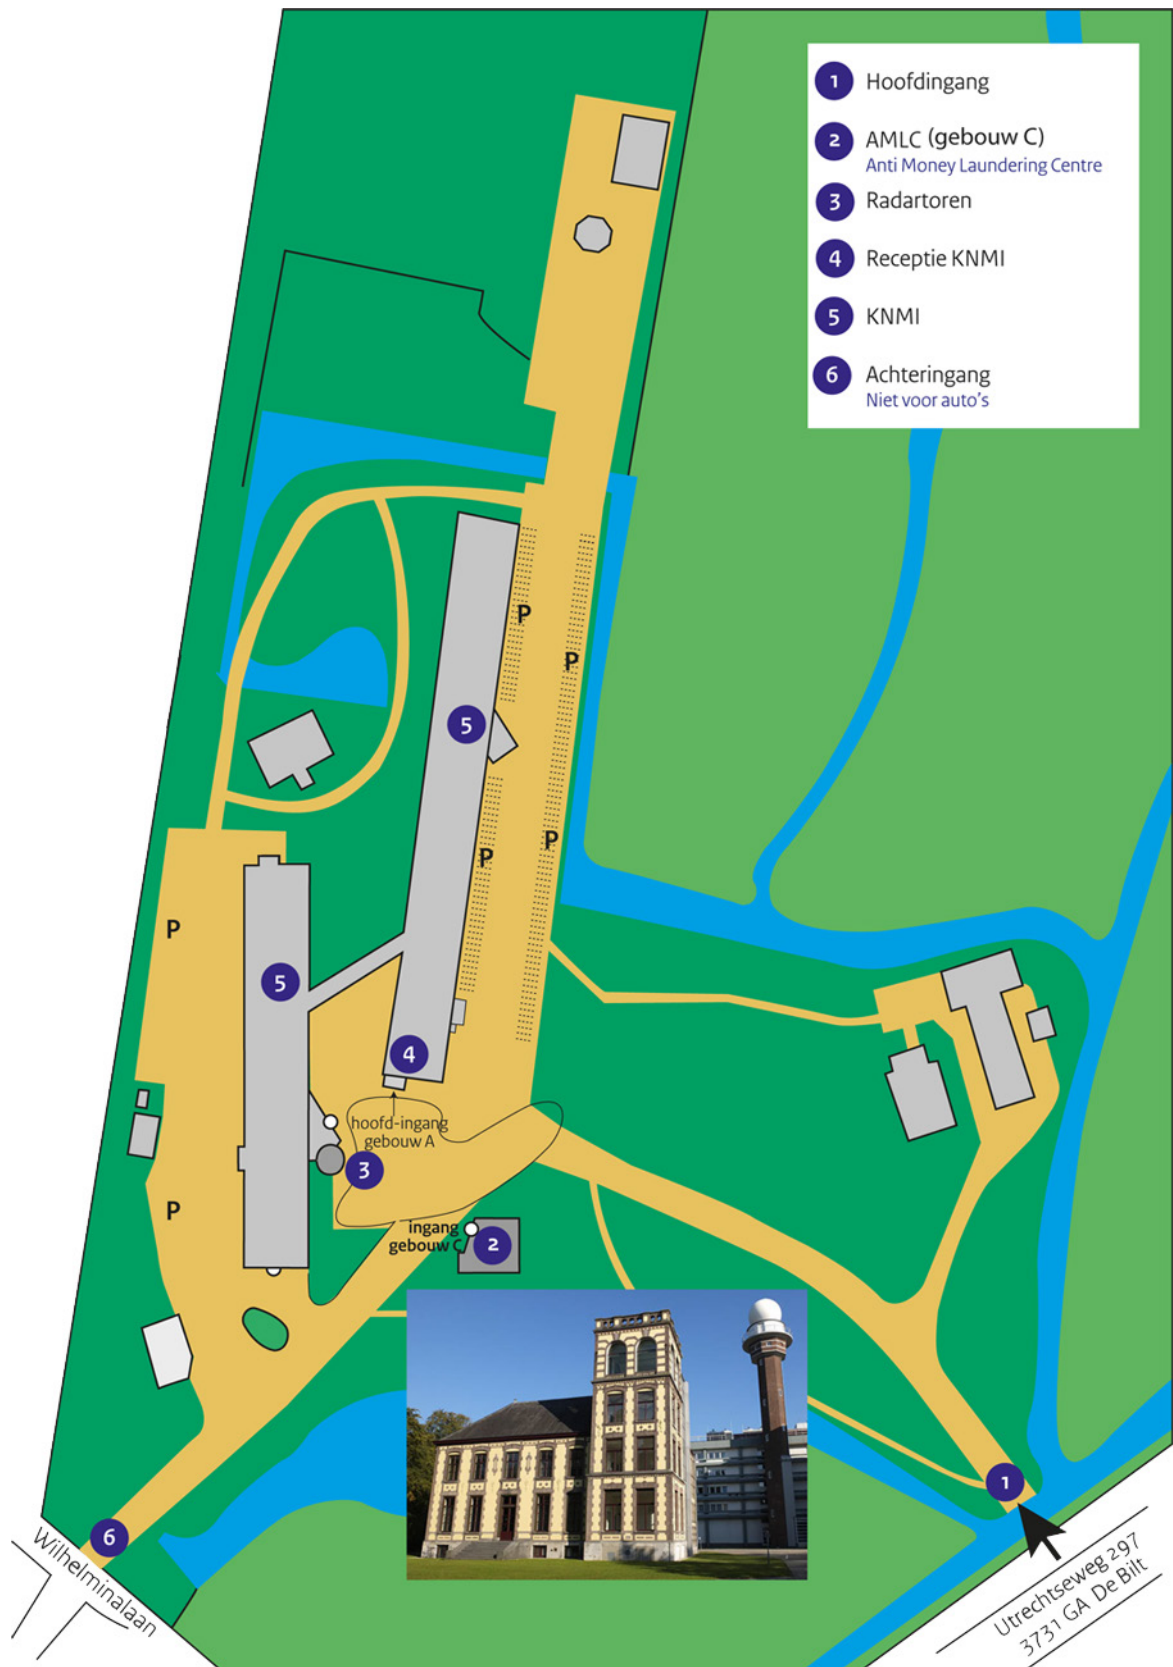 1 Hoofdingang
2 AMLC (gebouw C)
Anti Money Laundering Centre
3 Radartoren
4 Receptie KNMI
5 KNMI
6 Achteringang
Niet voor auto's
P
P
5
P
P
P
5
4
hoofd-ingang
gebouw A
3
P
ingang
gebouw C
2
1
6
Wilhelminalaan
Utrechtseweg 297
3731 GA De Bilt